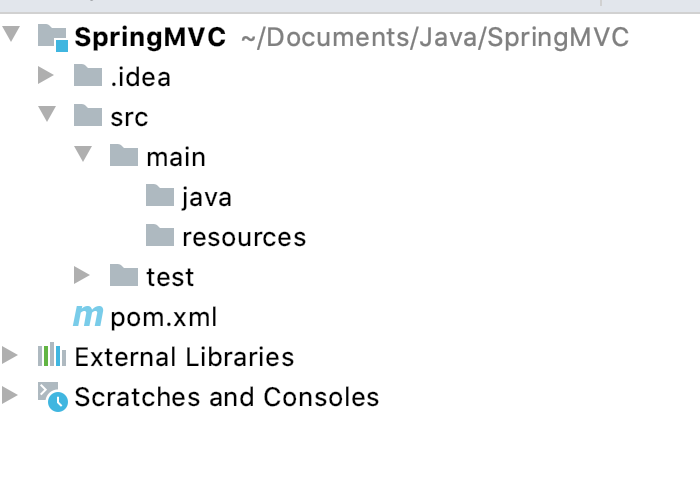 SpringMVC ~/Documents/Java/SpringMVC
.idea
src
main
java
resources
test
m pom.xml
External Libraries
Scratches and Consoles